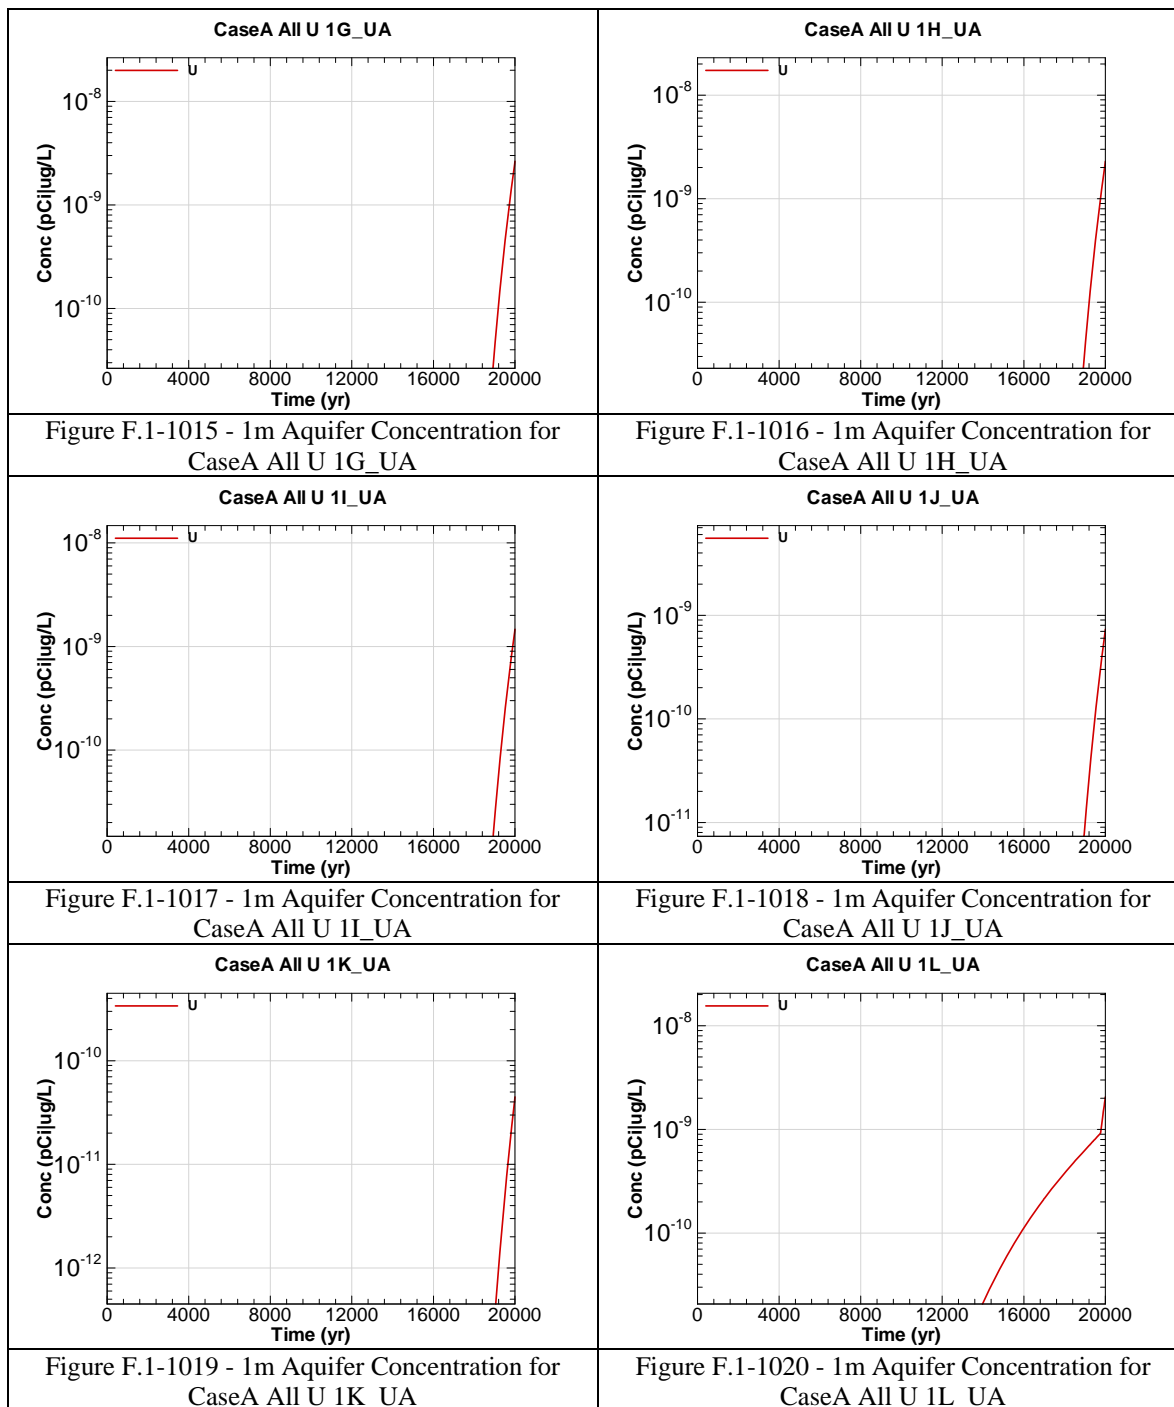 CaseA All U 1G_UA
U
Conc (pCi|ug/L)
10-8
10-9
10-10
0 4000 8000 12000 16000 20000
Time (yr)
Figure F.1-1015 - 1m Aquifer Concentration for
CaseA All U 1G_UA
CaseA All U 1H_UA
U
Conc (pCi|ug/L)
10-8
10-9
10-10
0 4000 8000 12000 16000 20000
Time (yr)
Figure F.1-1016 - 1m Aquifer Concentration for
CaseA All U 1H_UA
CaseA All U 1I_UA
U
Conc (pCi|ug/L)
10-8
10-9
10-10
0 4000 8000 12000 16000 20000
Time (yr)
Figure F.1-1017 - 1m Aquifer Concentration for
CaseA All U 1I_UA
CaseA All U 1J_UA
U
Conc (pCi|ug/L)
10-9
10-10
10-11
0 4000 8000 12000 16000 20000
Time (yr)
Figure F.1-1018 - 1m Aquifer Concentration for
CaseA All U 1J_UA
CaseA All U 1K_UA
U
Conc (pCi|ug/L)
10-10
10-11
10-12
0 4000 8000 12000 16000 20000
Time (yr)
Figure F.1-1019 - 1m Aquifer Concentration for
CaseA All U 1K_UA
CaseA All U 1L_UA
U
Conc (pCi|ug/L)
10-8
10-9
10-10
0 4000 8000 12000 16000 20000
Time (yr)
Figure F.1-1020 - 1m Aquifer Concentration for
CaseA All U 1L_UA